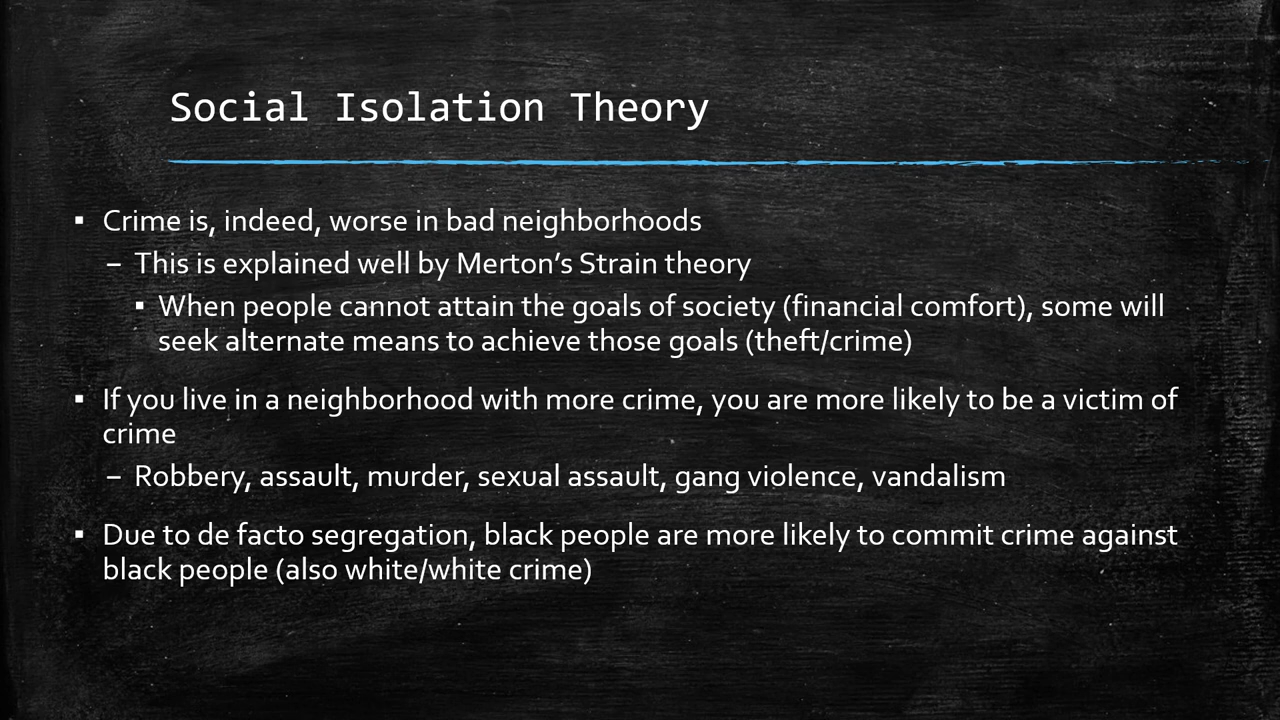 Social Isolation Theory
▪ Crime is, indeed, worse in bad neighborhoods
– This is explained well by Merton’s Strain theory
▪ When people cannot attain the goals of society (financial comfort), some will
seek alternate means to achieve those goals (theft/crime)
▪ If you live in a neighborhood with more crime, you are more likely to be a victim of
crime
– Robbery, assault, murder, sexual assault, gang violence, vandalism
▪ Due to de facto segregation, black people are more likely to commit crime against
black people (also white/white crime)